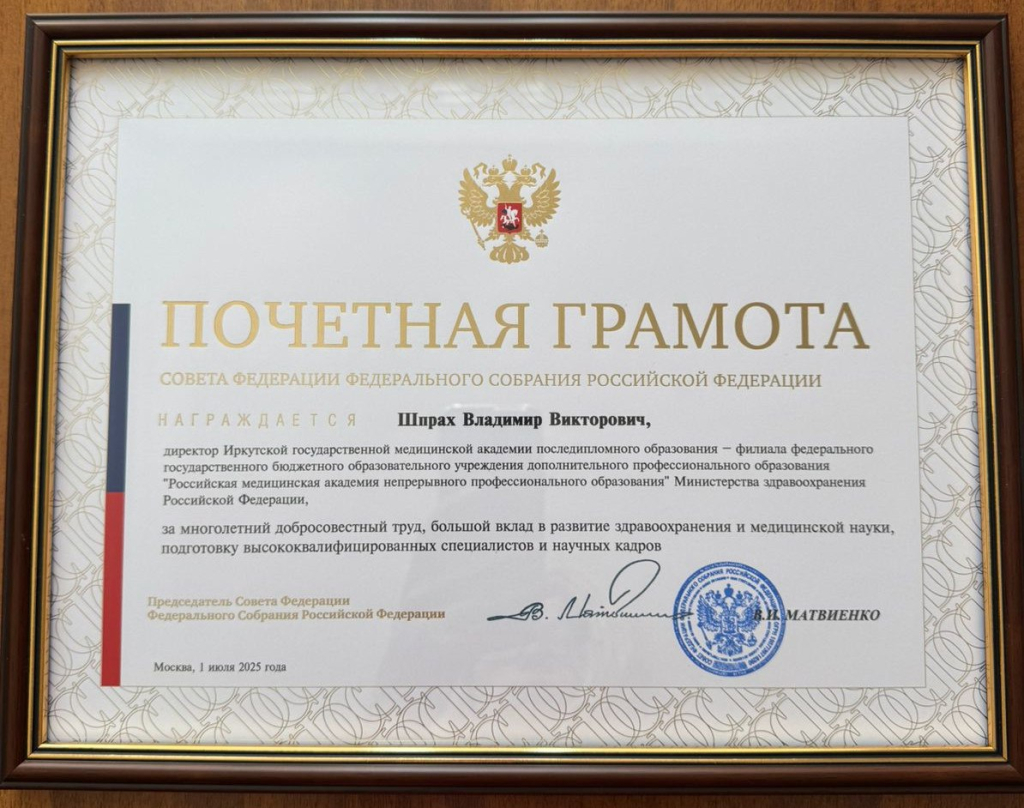 ПОЧЕТНАЯ ГРАМОТА
СОВЕТА ФЕДЕРАЦИИ ФЕДЕРАЛЬНОГО СОБРАНИЯ РОССИЙСКОЙ ФЕДЕРАЦИИ
НАГРАЖДАЕТСЯ Шпрах Владимир Викторович,
директор Иркутской государственной медицинской академии последипломного образования – филиала федерального
государственного бюджетного образовательного учреждения дополнительного профессионального образования
"Российская медицинская академия непрерывного профессионального образования" Министерства здравоохранения
Российской Федерации,
за многолетний добросовестный труд, большой вклад в развитие здравоохранения и медицинской науки,
подготовку высококвалифицированных специалистов и научных кадров
Председатель Совета Федерации
Федерального Собрания Российской Федерации
В.И. МАТВИЕНКО
Москва, 1 июля 2025 года